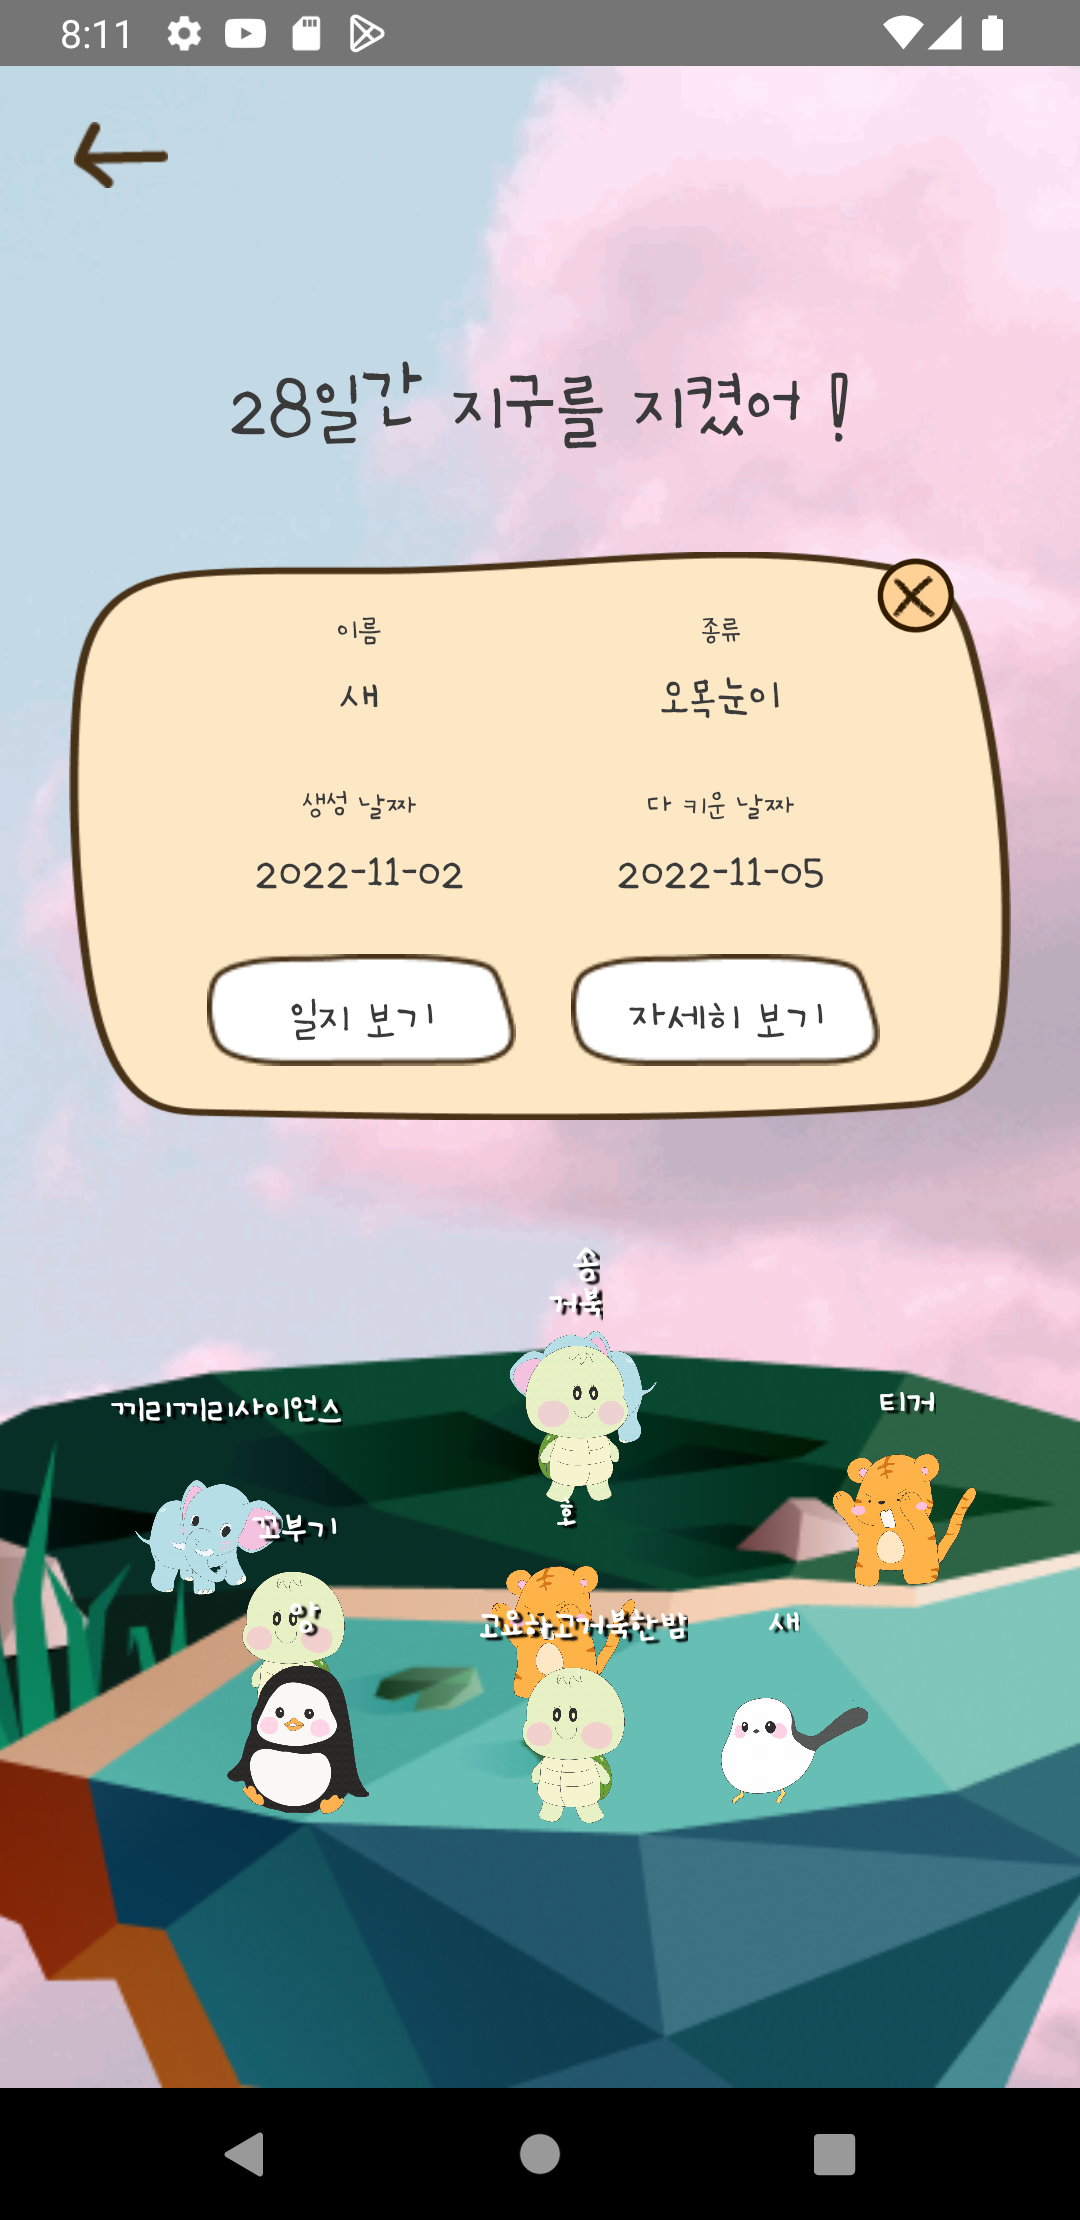 8:11
28일간 지구를 지켰어!
이름 종류
새 오목눈이
생성 날짜 다 키운 날짜
2022-11-02 2022-11-05
일지 보기 자세히 보기
송
거북
끼리끼리사이언스
티거
호
꼬부기
양
고요하고거북한밤
새